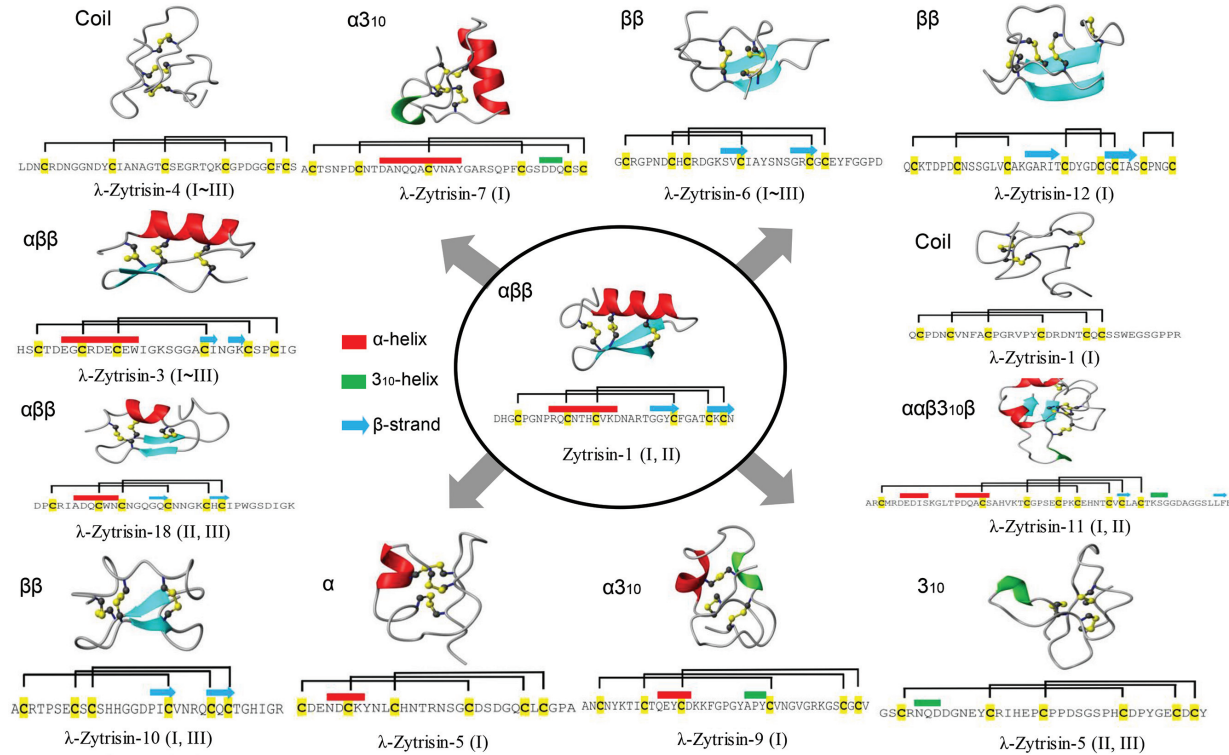 Coil
α3₁₀
ββ
ββ
LDNCRDNGGNDYCIANAGTCSEGRTQKCGPDGGCFCS
λ-Zytrisin-4 (I~III)
ACTSNPDCNTDANQQACVNAYGARSQPFCGSDDQCSC
λ-Zytrisin-7 (I)
GCRGPNDCHCRDGKSVCIAYSNSGRCGCEYFGGPD
λ-Zytrisin-6 (I~III)
QCKTDPDCNSSGLVCAKGARITCDYGDCGCIASCPNGC
λ-Zytrisin-12 (I)
αββ
HSCTDEGCRDECEWIGKSGGACINGKCSPCIG
λ-Zytrisin-3 (I~III)
Coil
QCPDNCVNFACPGRVPYCDRDNTCQCSSWEGSGPPR
λ-Zytrisin-1 (I)
α-helix
3₁₀-helix
β-strand
αββ
DHGCPGNPRQCNTHCVKDNARTGGYCFGATCKCN
Zytrisin-1 (I, II)
αββ
DPCRIADQCWNCNGQGQCNNGKCHCIPWGSDIGK
λ-Zytrisin-18 (II, III)
ααβ3₁₀β
ARCMRDEDISKGLTPDQACSAHVKTCGPSECPKCEHNTCVCLACTKSGGDAGGSLLF
λ-Zytrisin-11 (I, II)
ββ
ACRTPSECSCSHHGGDPICVNRQCQCTGHIGR
λ-Zytrisin-10 (I, III)
α
CDENDCKYNLCHNTRNSGCDSDGQCLCGPA
λ-Zytrisin-5 (I)
α3₁₀
ANCNYKTICTQEYCDKKFGPGYAPYCVNGVGRKGSCGCV
λ-Zytrisin-9 (I)
3₁₀
GSCRNQDDGNEYCRIHEPCPPDSGSPHCDPYGECDCY
λ-Zytrisin-5 (II, III)